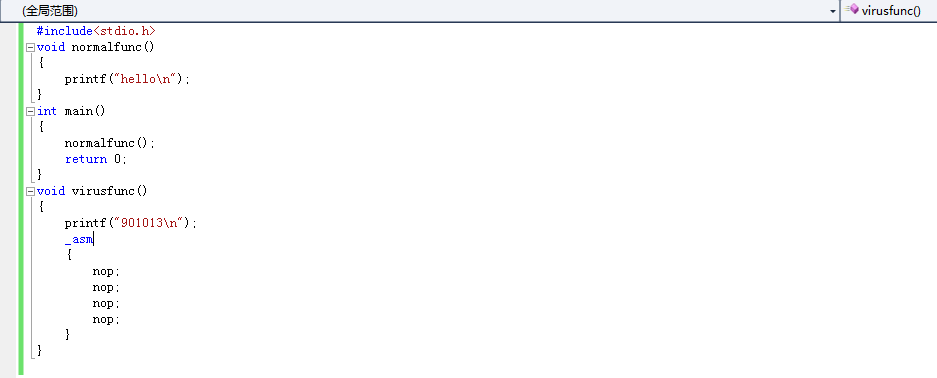 (全局范围) virusfunc()
#include<stdio.h>
void normalfunc()
{
printf("hello\n");
}
int main()
{
normalfunc();
return 0;
}
void virusfunc()
{
printf("901013\n");
_asm
{
nop;
nop;
nop;
nop;
}
}